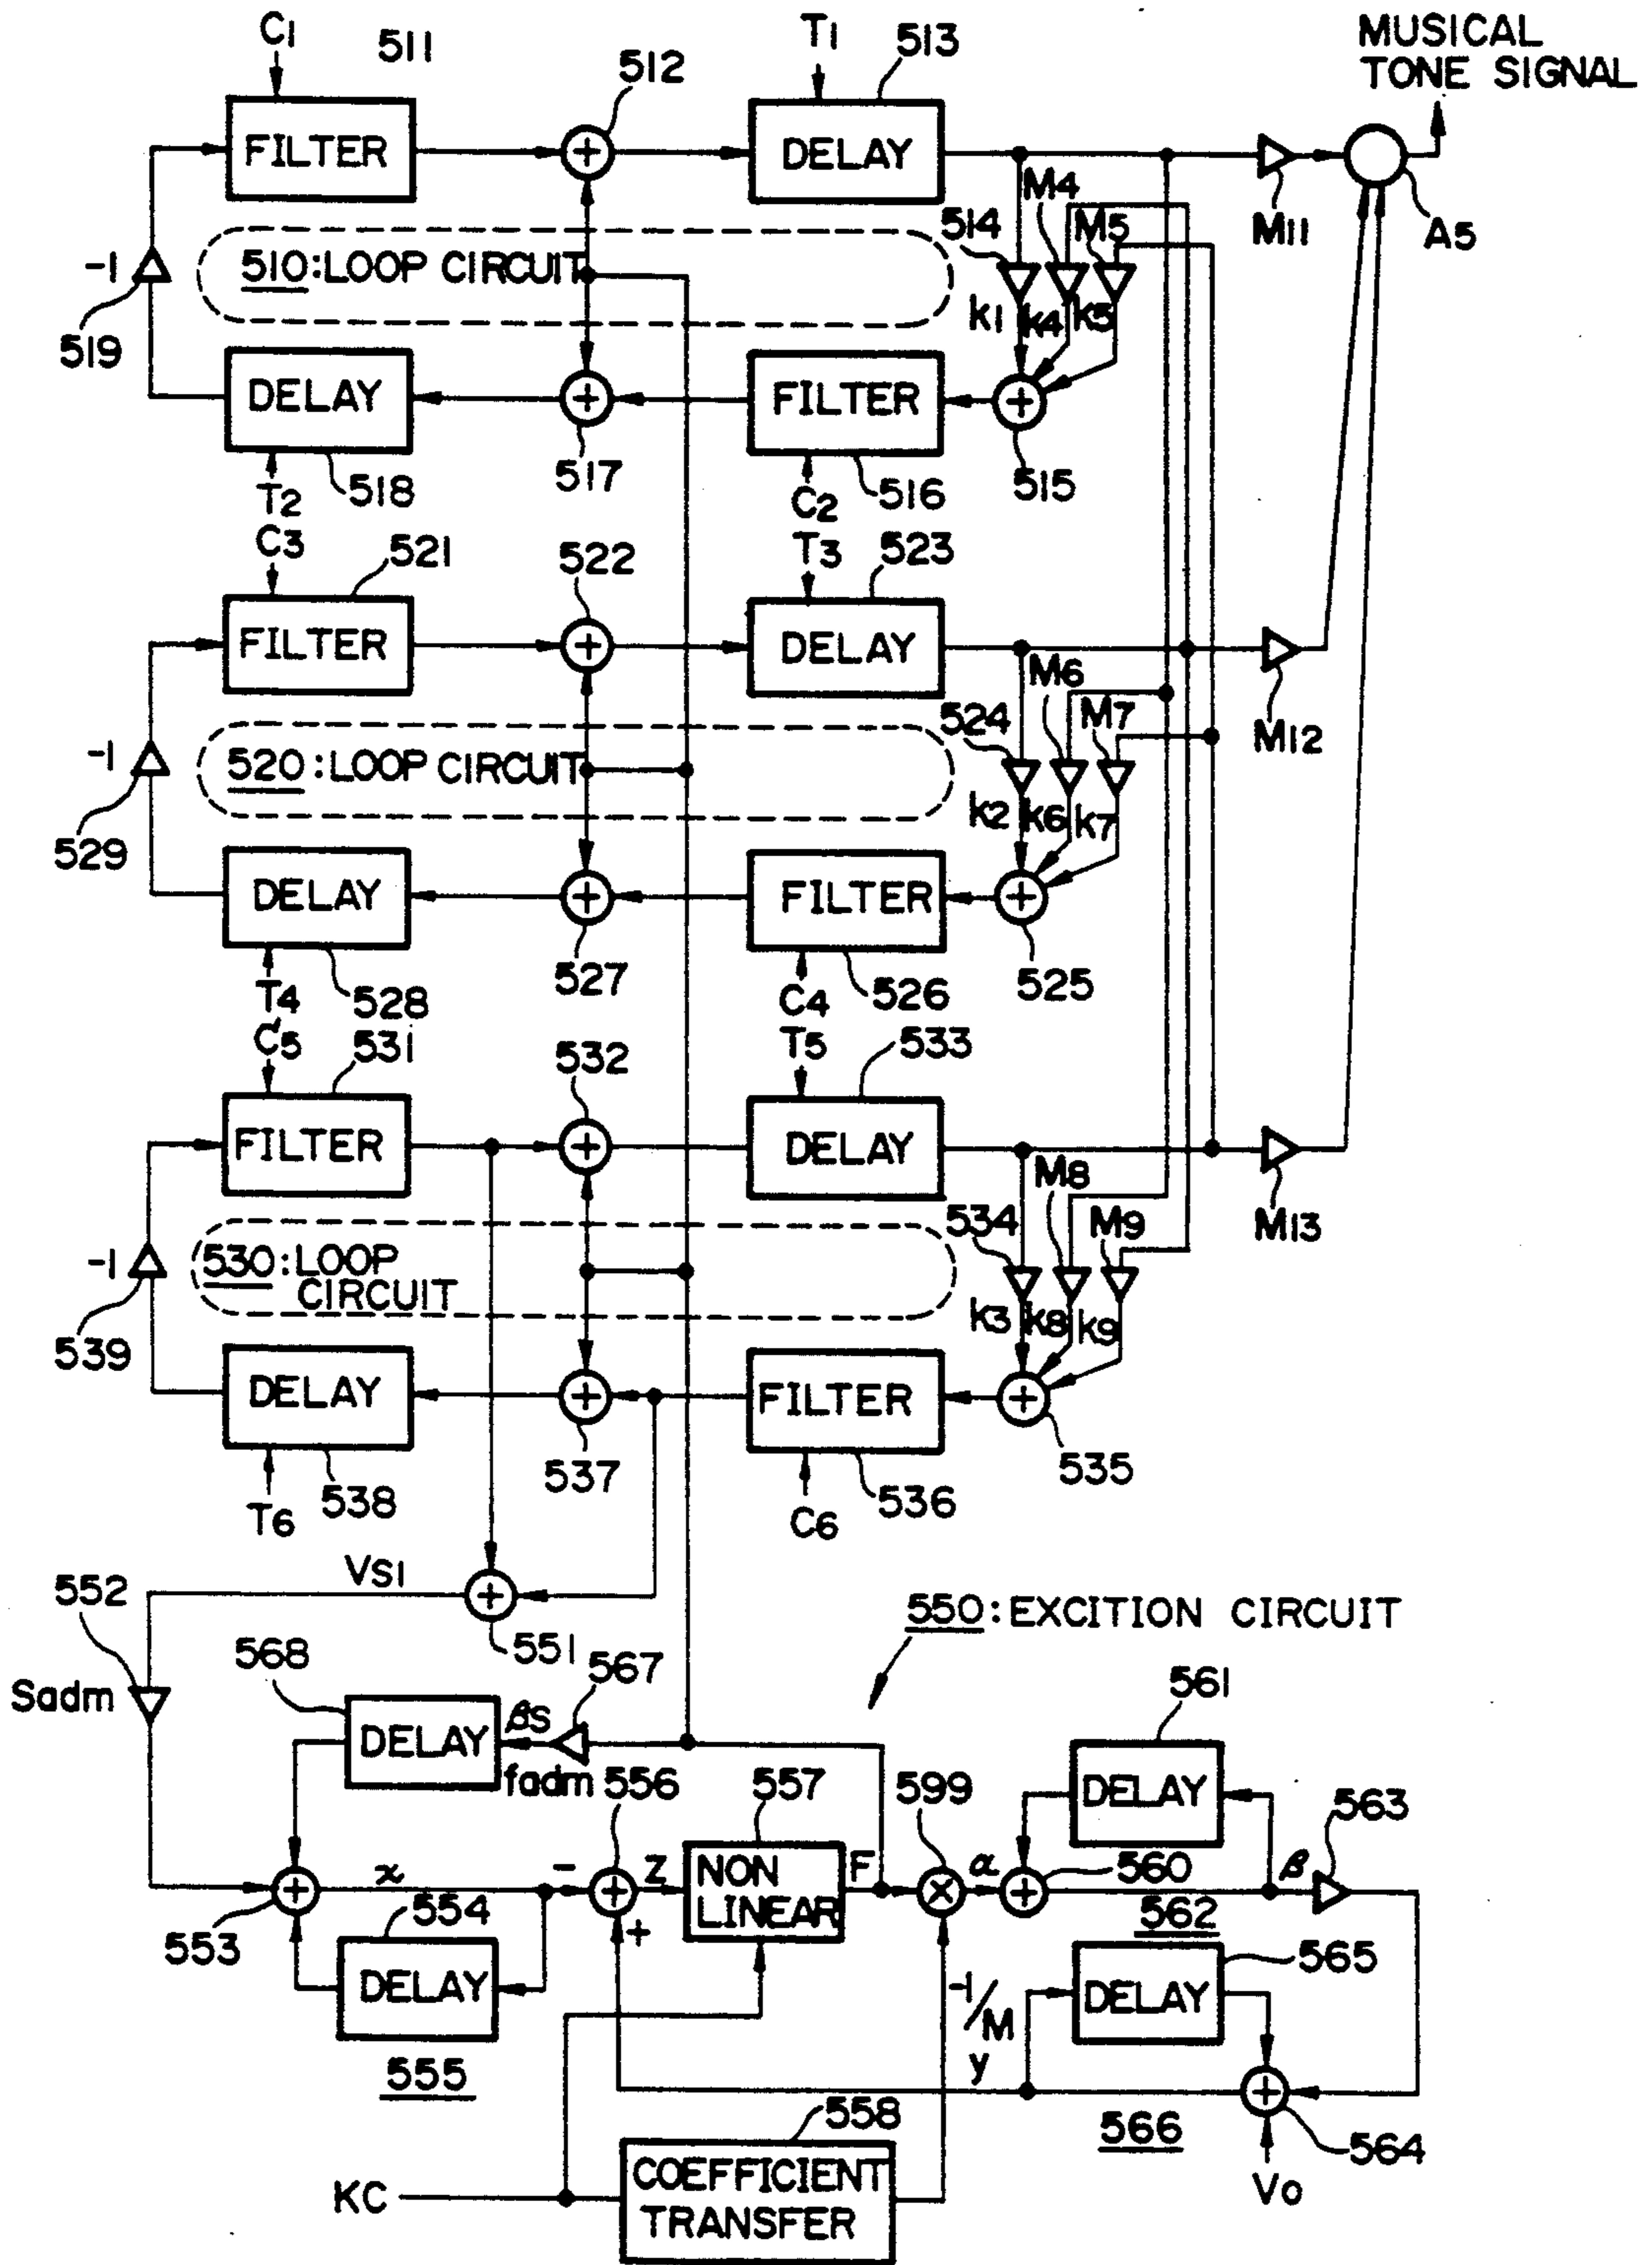 C1
511
512
T1
513
MUSICAL
TONE SIGNAL
FILTER
+
DELAY
M4
M5
514
M11
A5
-1
510:LOOP CIRCUIT
k1
k4
k5
519
DELAY
+
FILTER
+
T2
518
517
C2
516
515
C3
521
522
T3
523
FILTER
+
DELAY
M6
M7
524
M12
-1
520:LOOP CIRCUIT
k2
k6
k7
529
DELAY
+
FILTER
+
T4
528
527
C4
526
525
C5
531
532
T5
533
FILTER
+
DELAY
M8
M9
534
M13
-1
530:LOOP
CIRCUIT
k3
k8
k9
539
DELAY
+
FILTER
+
T6
538
537
C6
536
535
552
VS1
+
551
550:EXCITION CIRCUIT
568
567
561
Sadm
DELAY
βs
fadm
556
557
599
DELAY
563
+
x
-
+
Z
NON
LINEAR
F
×
α
+
560
β
553
554
+
562
565
DELAY
-1/M
DELAY
y
555
+
558
566
564
KC
COEFFICIENT
TRANSFER
Vo